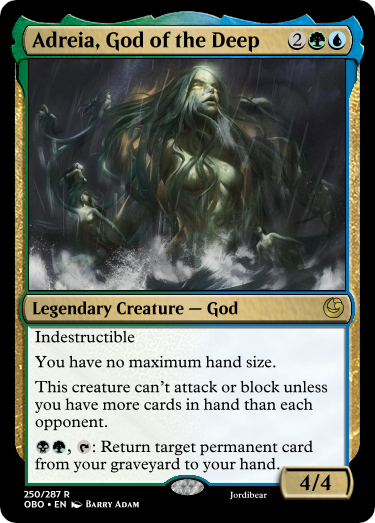 Adreia, God of the Deep 2
Legendary Creature — God
Indestructible
You have no maximum hand size.
This creature can't attack or block unless
you have more cards in hand than each
opponent.
, : Return target permanent card
from your graveyard to your hand.
4/4
250/287 R
OBO • EN Barry Adam
Jordibear